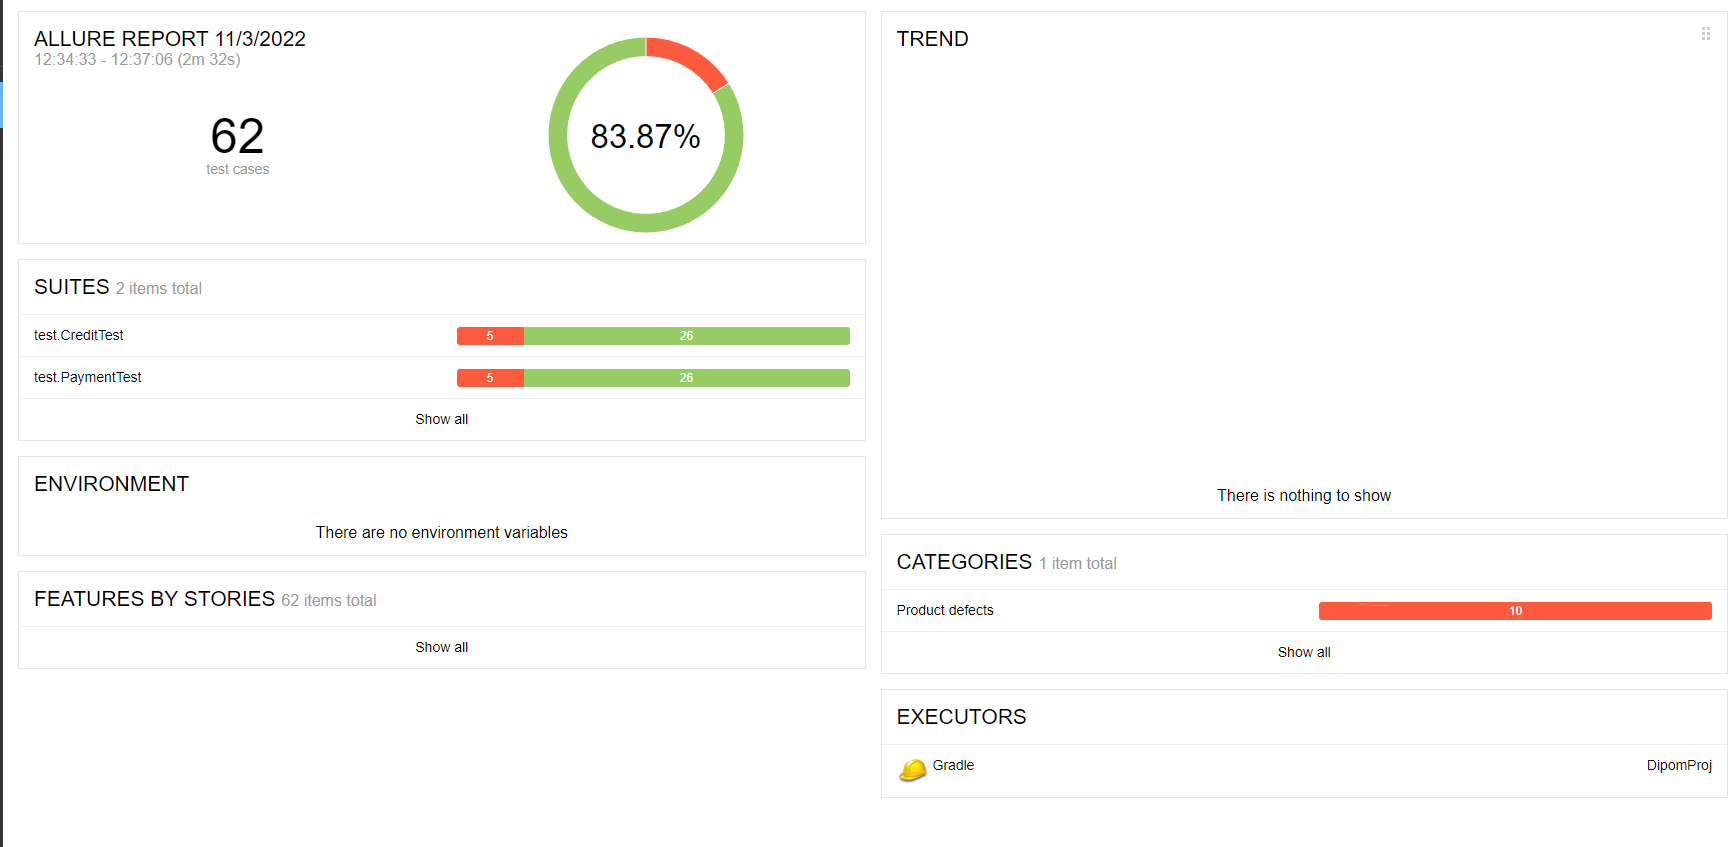 ALLURE REPORT 11/3/2022
12:34:33 - 12:37:06 (2m 32s)
62
test cases
83.87%
SUITES 2 items total
test.CreditTest 5 26
test.PaymentTest 5 26
Show all
ENVIRONMENT
There are no environment variables
FEATURES BY STORIES 62 items total
Show all
TREND
There is nothing to show
CATEGORIES 1 item total
Product defects 10
Show all
EXECUTORS
Gradle DipomProj